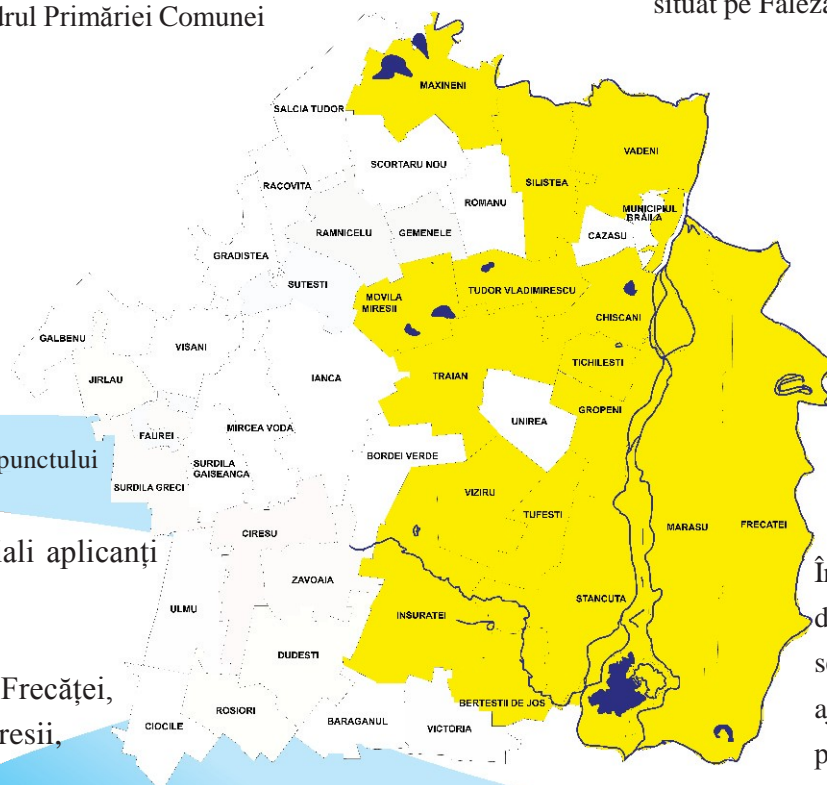 drul Primăriei Comunei
situat pe Faleza
MAXINENI
SALCIA TUDOR
VADENI
SCORTARU NOU
SILISTEA
RACOVITA
ROMANU
MUNICIPIUL
BRĂILA
RAMNICELU
GEMENELE
CAZASU
GRADISTEA
SUTESTI
TUDOR VLADIMIRESCU
MOVILA
MIRESII
CHISCANI
GALBENU
VISANI
TICHILESTI
JIRLAU
IANCA
TRAIAN
GROPENI
UNIREA
MIRCEA VODA
FAUREI
BORDEI VERDE
punctului
SURDILA
GAISEANCA
SURDILA GRECI
VIZIRU
TUFESTI
MARASU
FRECATEI
CIRESU
iali aplicanți
ZAVOAIA
STANCUTA
ULMU
INSURATEI
DUDESTI
Frecăței,
BERTESTII DE JOS
ROSIORI
BARAGANUL
VICTORIA
CIOCILE
resii,
În
d
s
a
p